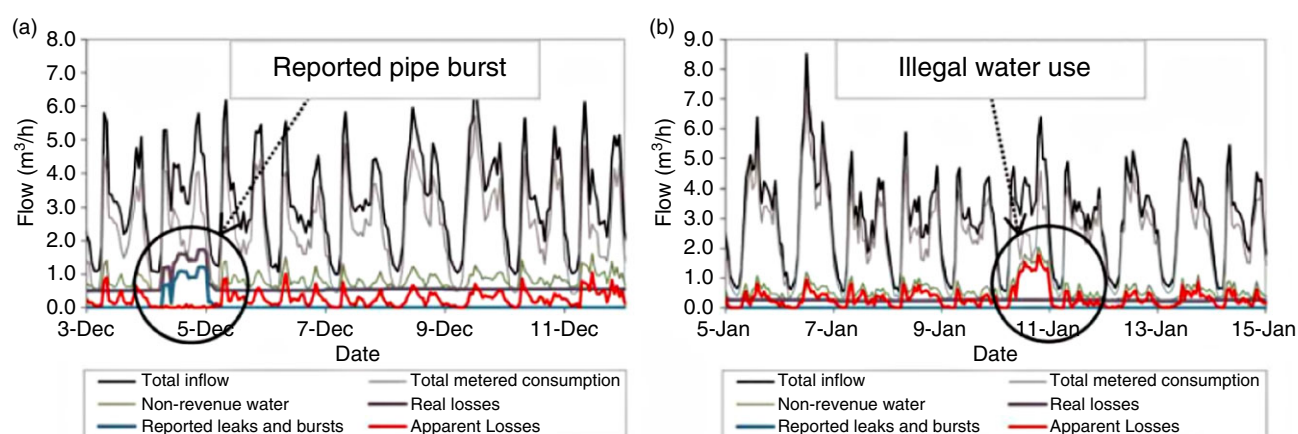 (a)
8.0
7.0
6.0
5.0
4.0
3.0
2.0
1.0
0.0
Flow (m³/h)
Reported pipe burst
3-Dec 5-Dec 7-Dec 9-Dec 11-Dec
Date
Total inflow Total metered consumption
Non-revenue water Real losses
Reported leaks and bursts Apparent Losses
(b)
9.0
8.0
7.0
6.0
5.0
4.0
3.0
2.0
1.0
0.0
Flow (m³/h)
Illegal water use
5-Jan 7-Jan 9-Jan 11-Jan 13-Jan 15-Jan
Date
Total inflow Total metered consumption
Non-revenue water Real losses
Reported leaks and bursts Apparent Losses